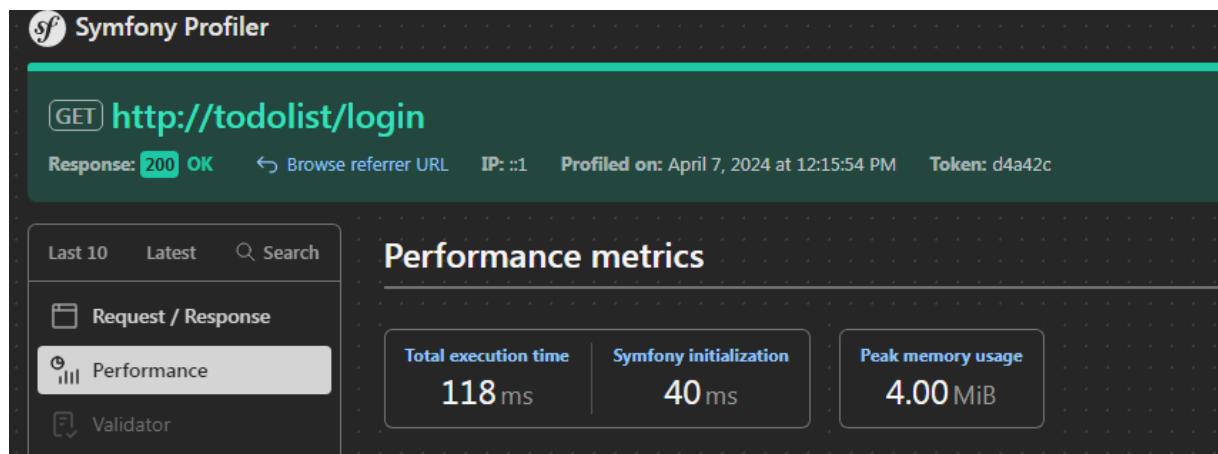 sf Symfony Profiler
GET http://todolist/login
Response: 200 OK Browse referrer URL IP: ::1 Profiled on: April 7, 2024 at 12:15:54 PM Token: d4a42c
Last 10 Latest Search
Performance metrics
Request / Response
Performance
Validator
Total execution time Symfony initialization Peak memory usage
118 ms 40 ms 4.00 MiB